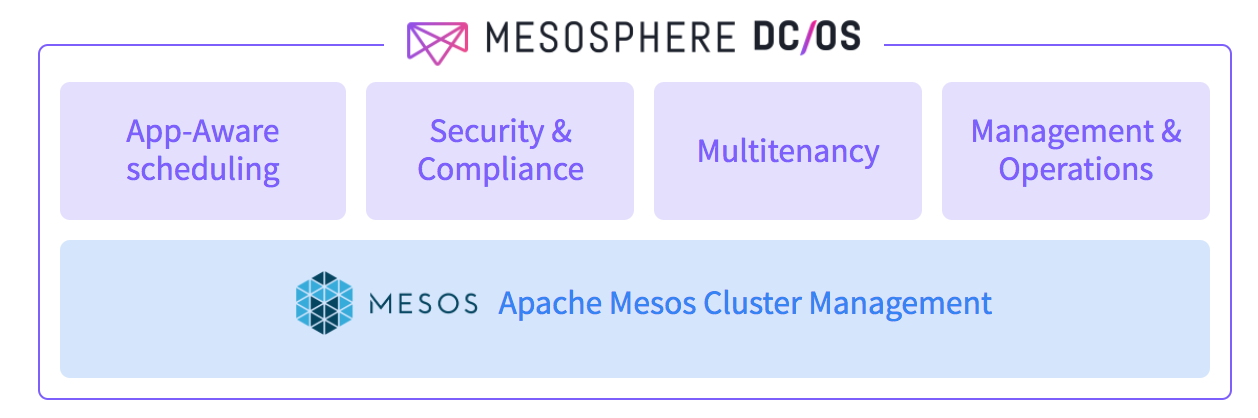 MESOSPHERE DC/OS
App-Aware
scheduling
Security &
Compliance
Multitenancy
Management &
Operations
MESOS Apache Mesos Cluster Management